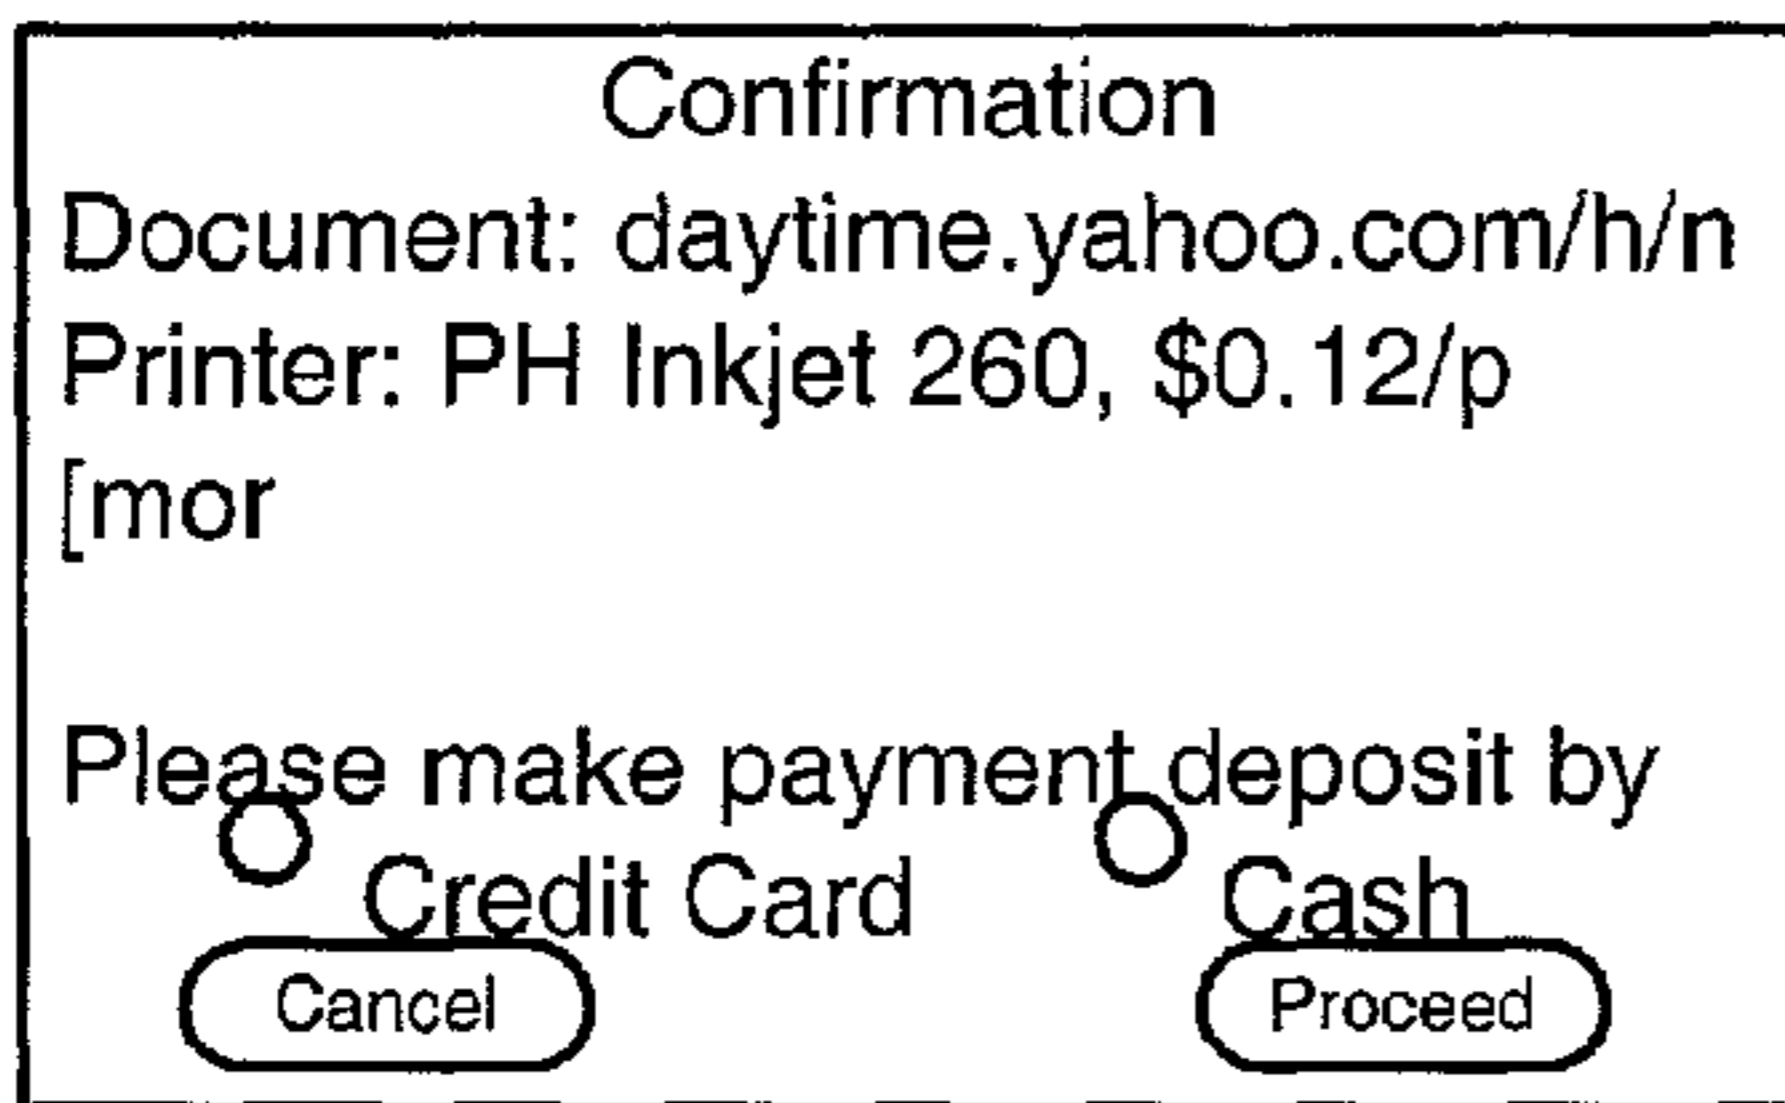 Confirmation
Document: daytime.yahoo.com/h/n
Printer: PH Inkjet 260, $0.12/p
[mor
Please make payment deposit by
Credit Card Cash
Cancel Proceed